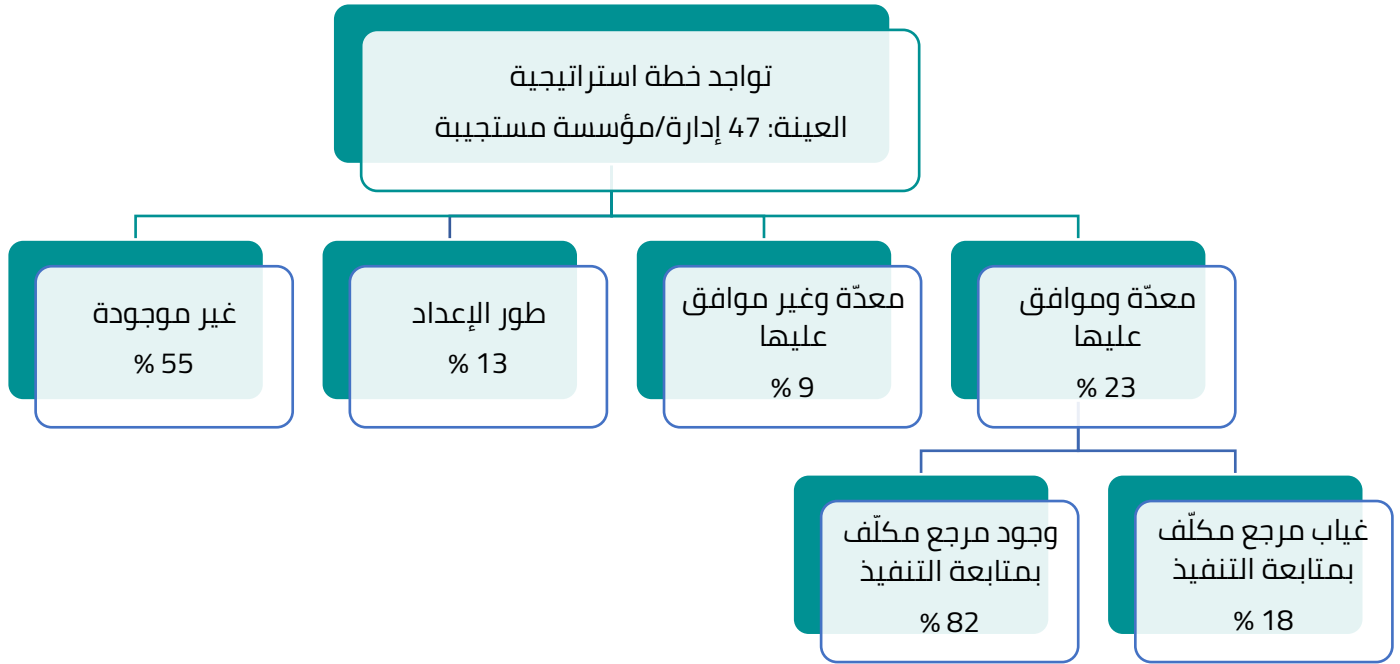 تواجد خطة استراتيجية
العينة: 47 إدارة/مؤسسة مستجيبة
معدّة وموافق
عليها
23 %
معدّة وغير موافق
عليها
9 %
طور الإعداد
13 %
غير موجودة
55 %
غياب مرجع مكلّف
بمتابعة التنفيذ
18 %
وجود مرجع مكلّف
بمتابعة التنفيذ
82 %